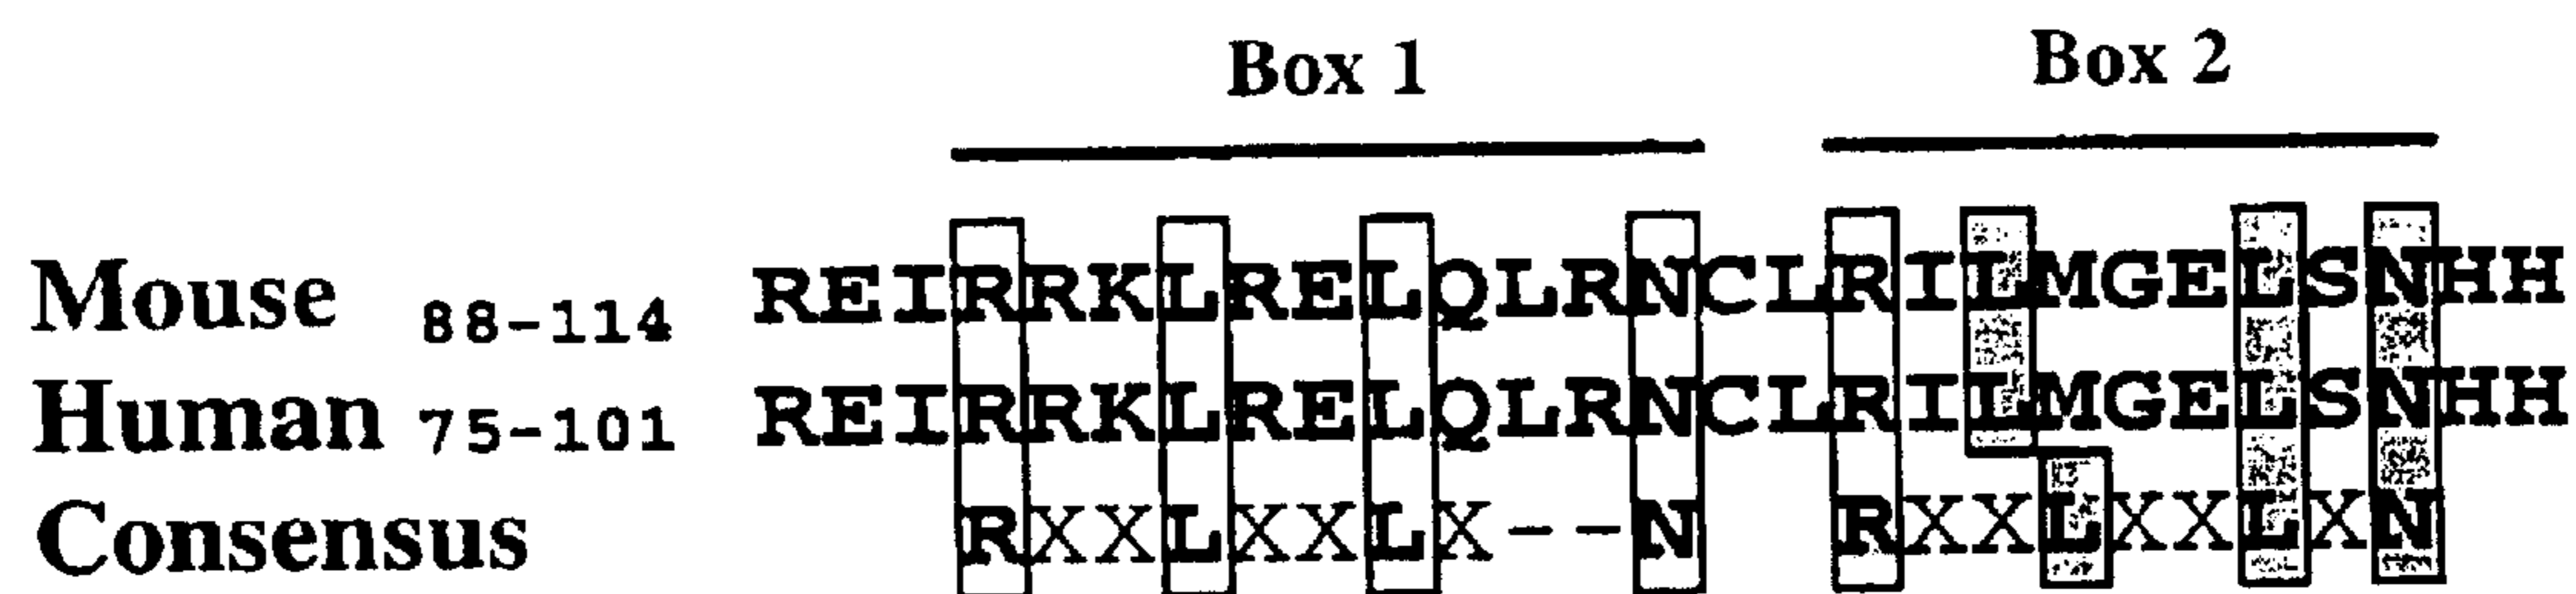 Box 1 Box 2
Mouse 88-114 REIRRKLRELQLRNCLRILMGELSNHH
Human 75-101 REIRRKLRELQLRNCLRILMGELSNHH
Consensus RXXLXXLX--N RXXLXXLXN